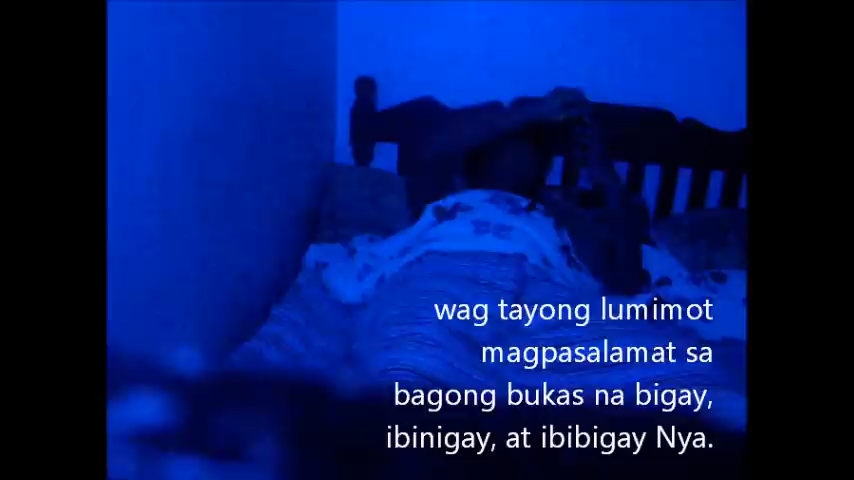 wag tayong lumimot
magpasalamat sa
bagong bukas na bigay,
ibinigay, at ibibigay Nya.